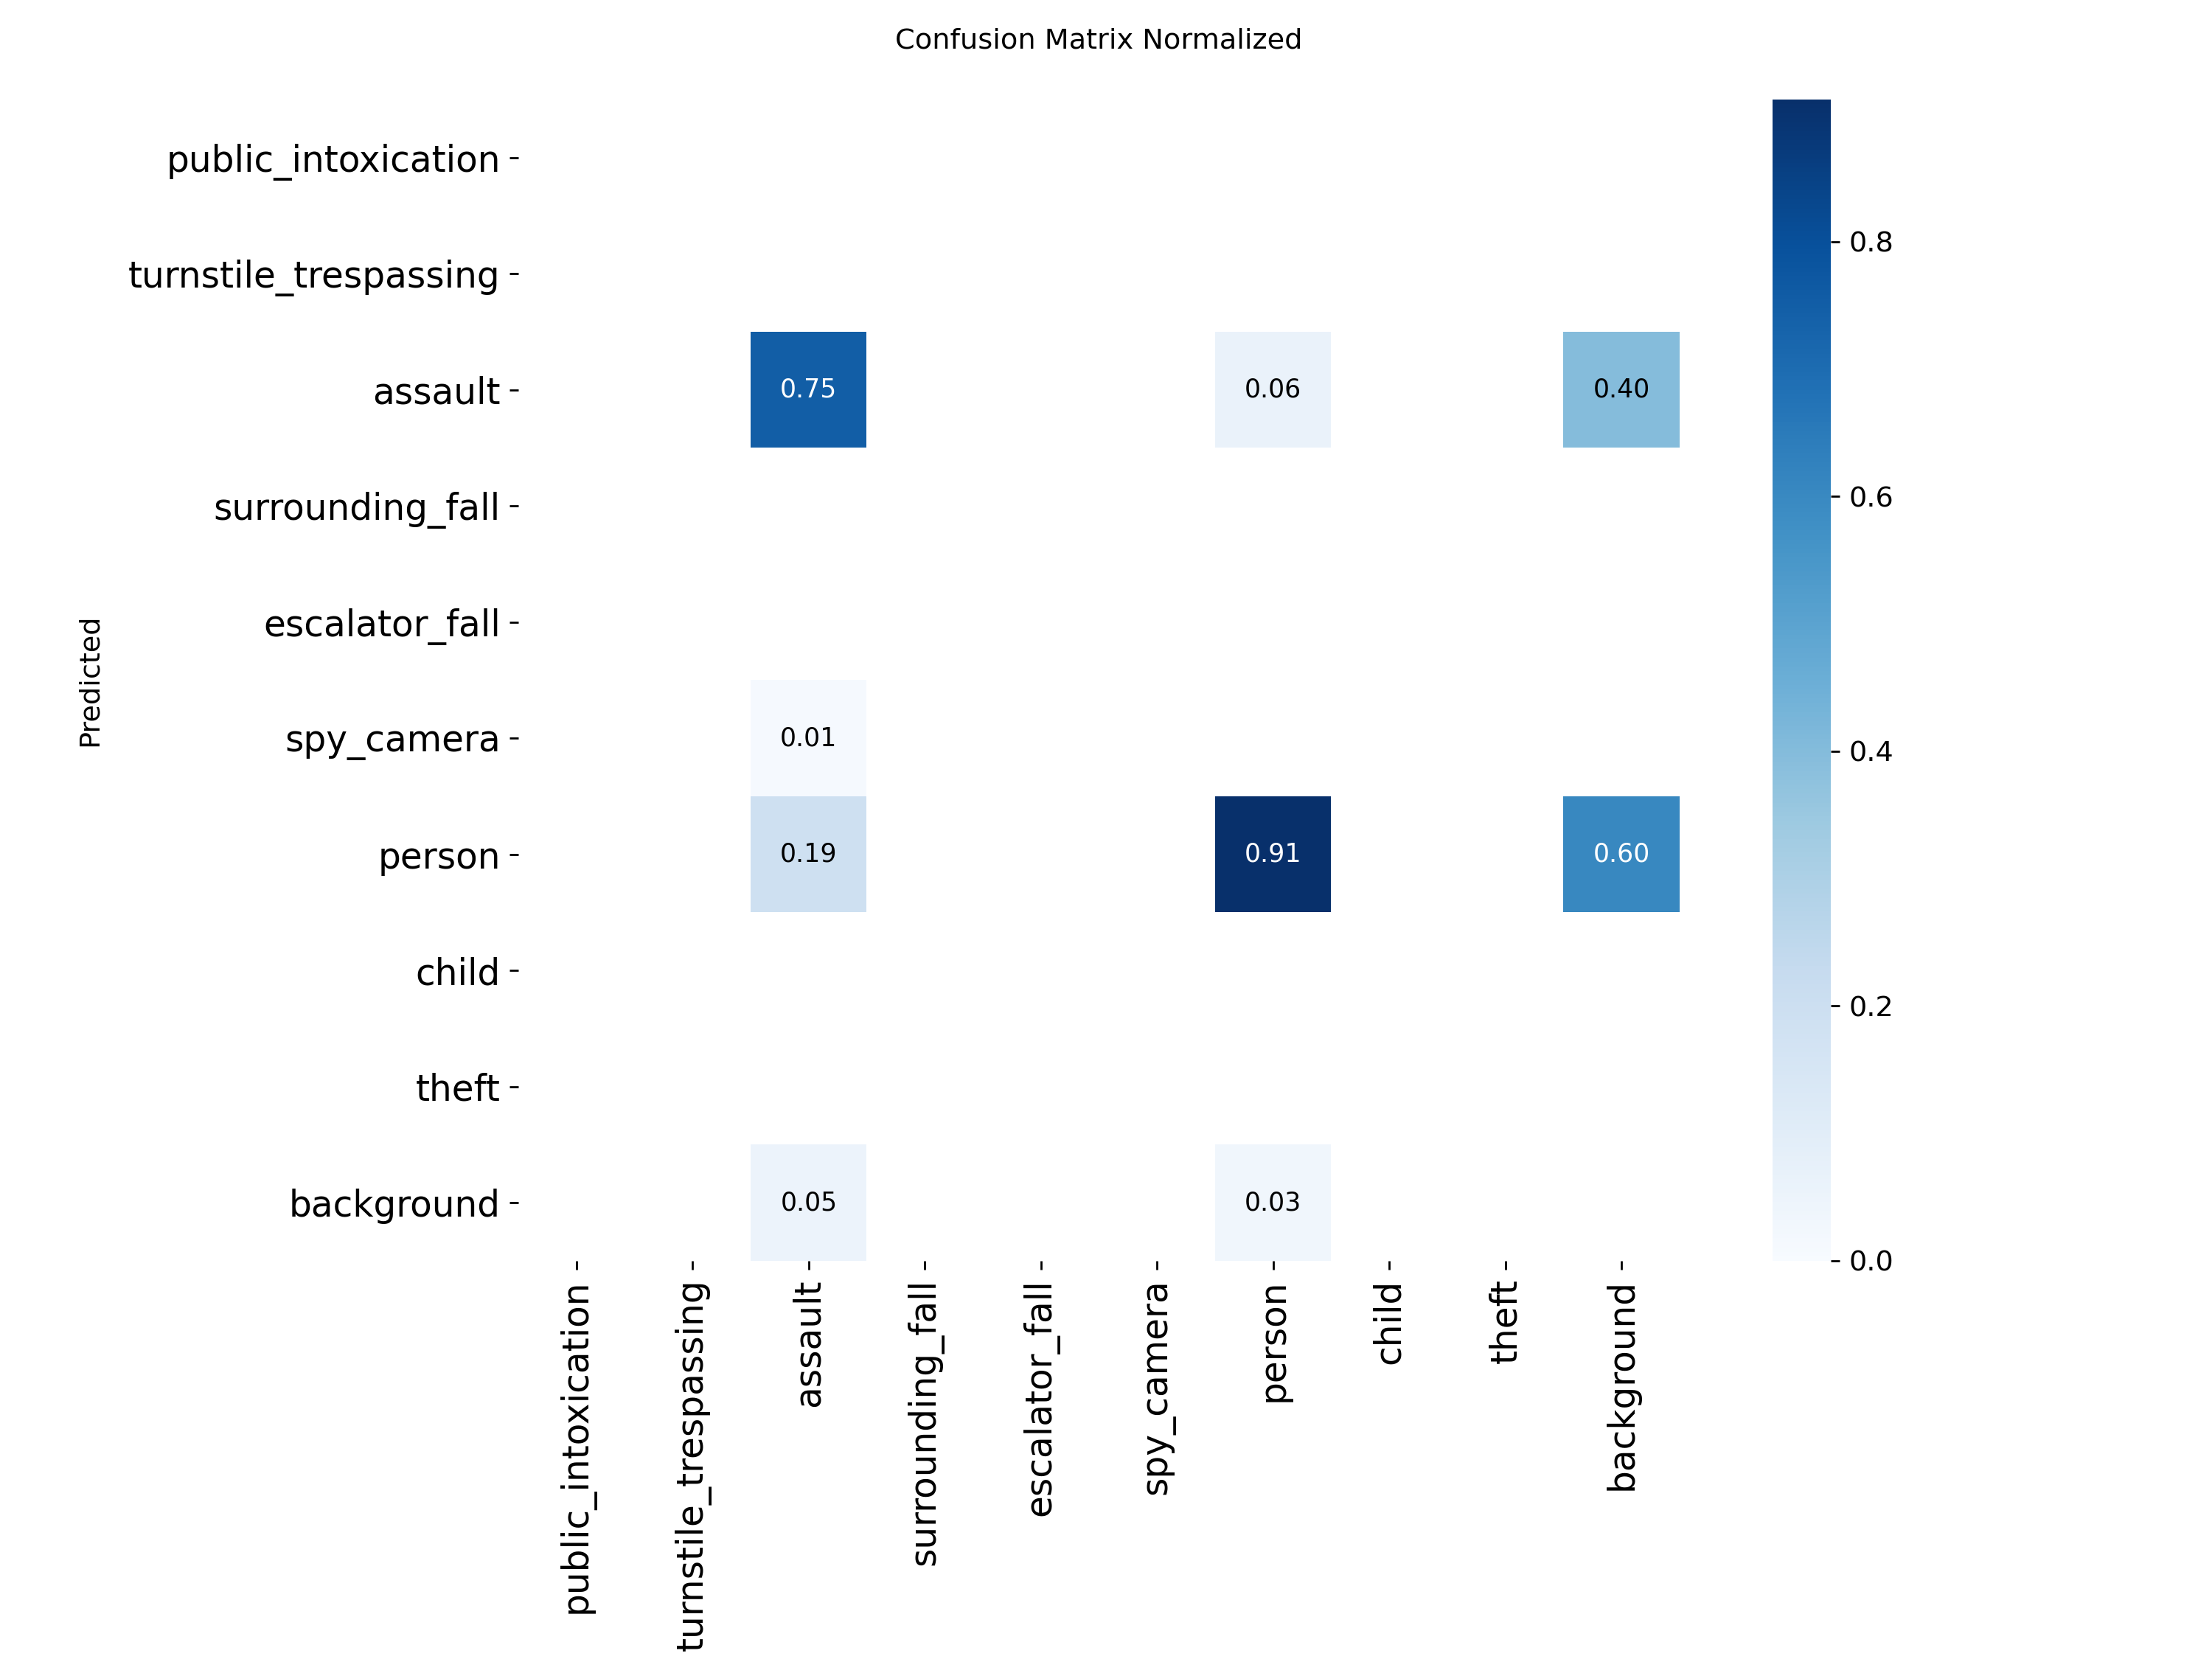 Confusion Matrix Normalized
Predicted
public_intoxication
turnstile_trespassing
assault
surrounding_fall
escalator_fall
spy_camera
person
child
theft
background
0.75
0.06
0.40
0.01
0.19
0.91
0.60
0.05
0.03
public_intoxication
turnstile_trespassing
assault
surrounding_fall
escalator_fall
spy_camera
person
child
theft
background
0.8
0.6
0.4
0.2
0.0